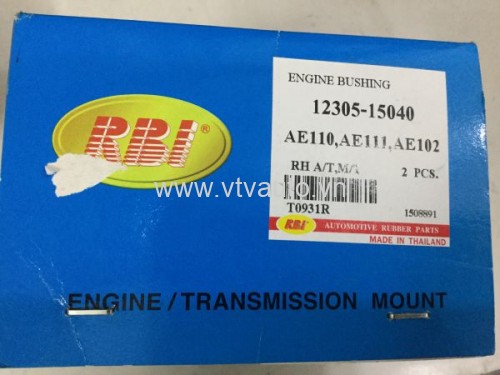 RBI®
ENGINE BUSHING
12305-15040
AE110,AE111,AE102
RH A/T,M/T 2 PCS.
T0931R 1508891
RBI AUTOMOTIVE RUBBER PARTS
MADE IN THAILAND
ENGINE/TRANSMISSION MOUNT